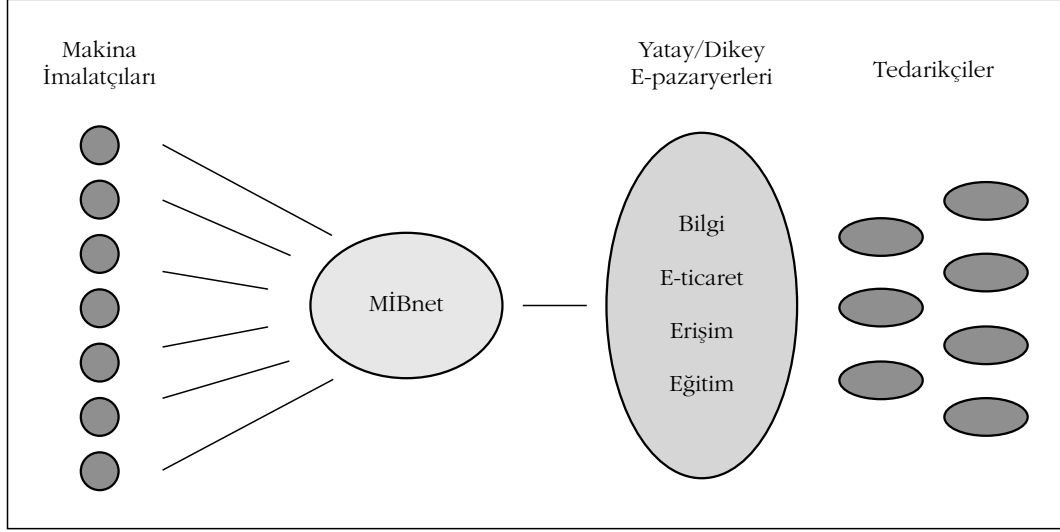 Makina
İmalatçıları
Yatay/Dikey
E-pazaryerleri
Tedarikçiler
MİBnet
Bilgi
E-ticaret
Erişim
Eğitim